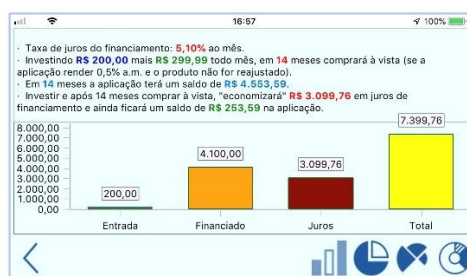 16:57
100%
· Taxa de juros do financiamento: 5,10% ao mês.
· Investindo R$ 200,00 mais R$ 299,99 todo mês, em 14 meses comprará à vista (se a
aplicação render 0,5% a.m. e o produto não for reajustado).
· Em 14 meses a aplicação terá um saldo de R$ 4.553,59.
· Investir e após 14 meses comprar à vista, "economizará" R$ 3.099,76 em juros de
financiamento e ainda ficará um saldo de R$ 253,59 na aplicação.
8.000,00
7.000,00
6.000,00
5.000,00
4.000,00
3.000,00
2.000,00
1.000,00
0,00
200,00
4.100,00
3.099,76
7.399,76
Entrada
Financiado
Juros
Total